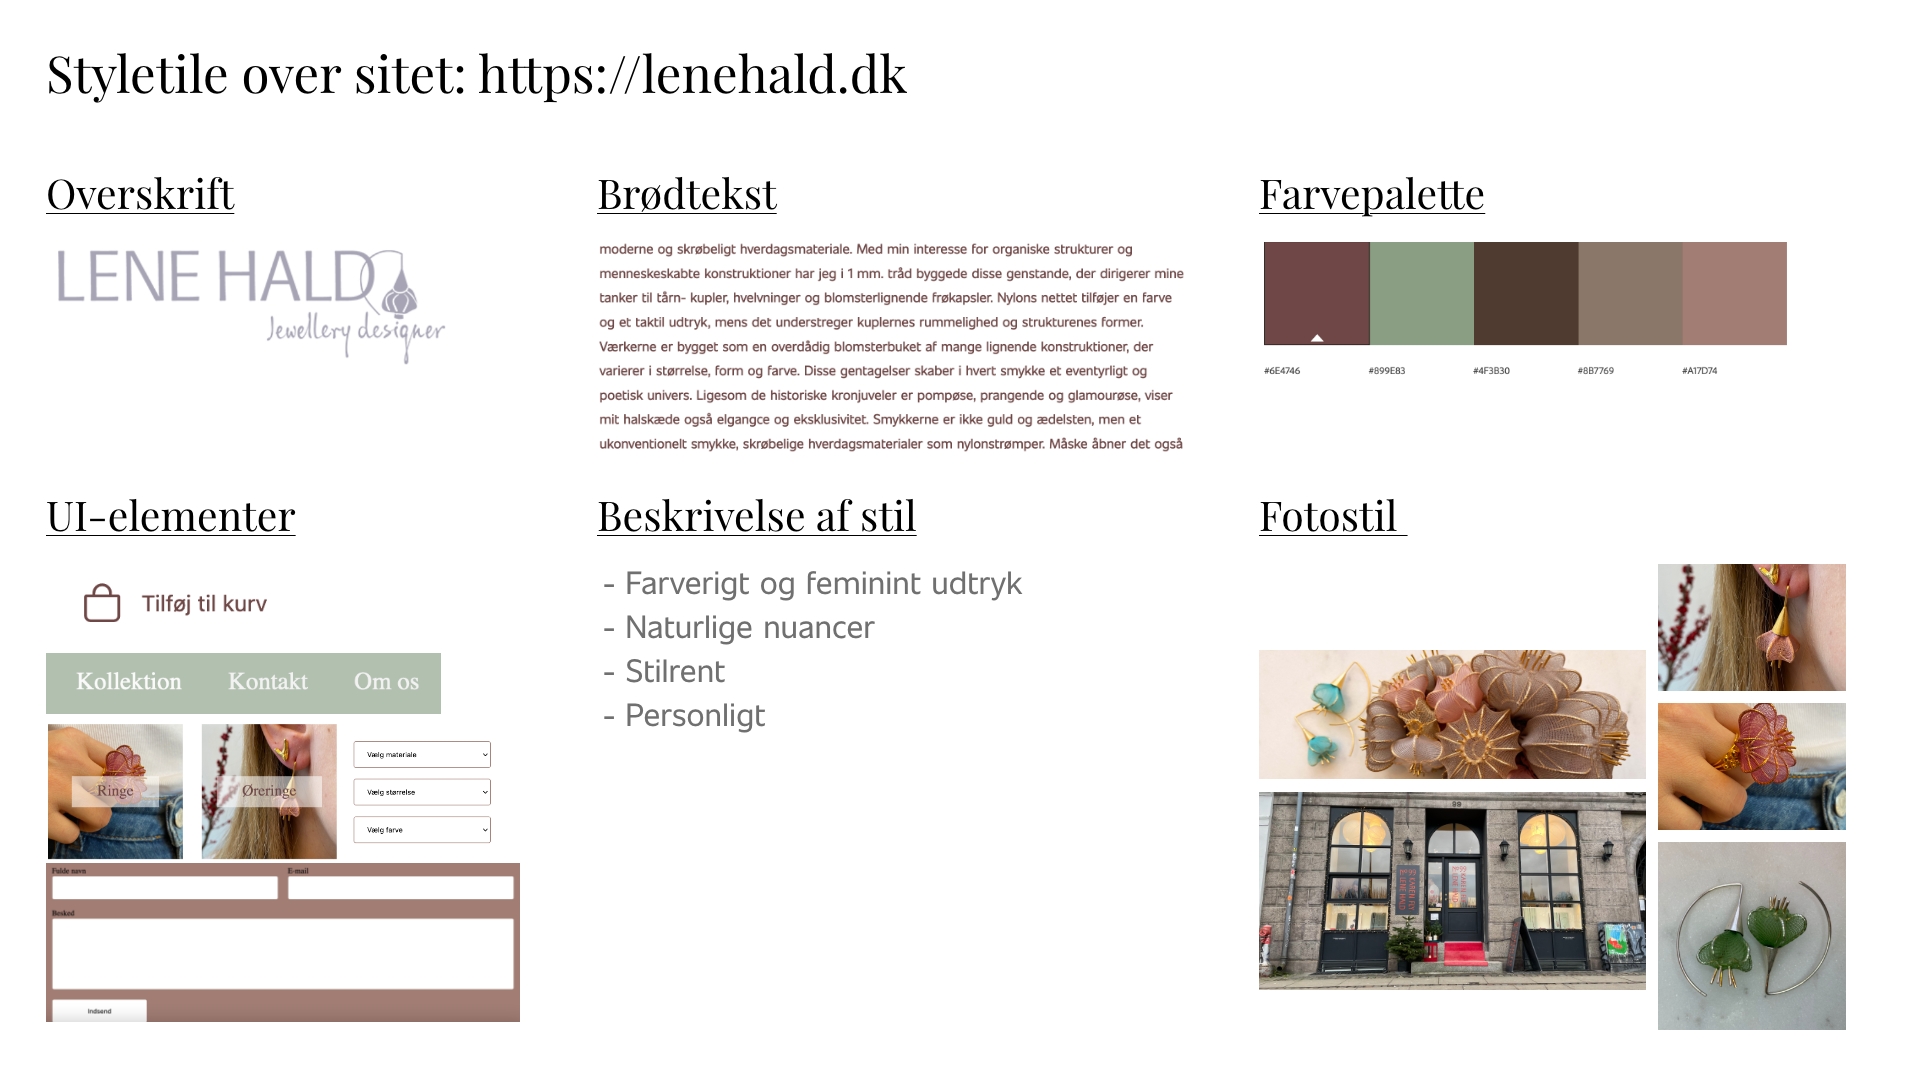 Styletile over sitet: https://lenehald.dk
Overskrift
LENE HALD
Jewellery designer
Brødtekst
moderne og skrøbeligt hverdagsmateriale. Med min interesse for organiske strukturer og
menneskeskabte konstruktioner har jeg i 1 mm. tråd byggede disse genstande, der dirigerer mine
tanker til tårn- kupler, hvelvninger og blomsterlignende frøkapsler. Nylons nettet tilføjer en farve
og et taktil udtryk, mens det understreger kuplernes rummelighed og strukturenes former.
Værkerne er bygget som en overdådig blomsterbuket af mange lignende konstruktioner, der
varierer i størrelse, form og farve. Disse gentagelser skaber i hvert smykke et eventyrligt og
poetisk univers. Ligesom de historiske kronjuveler er pompøse, prangende og glamourøse, viser
mit halskæde også elgangce og eksklusivitet. Smykkerne er ikke guld og ædelsten, men et
ukonventionelt smykke, skrøbelige hverdagsmaterialer som nylonstrømper. Måske åbner det også
Farvepalette
#6E4746 #899E83 #4F3B30 #8B7769 #A17D74
UI-elementer
Tilføj til kurv
Kollektion Kontakt Om os
Ringe
Øreringe
Vælg materiale
Vælg størrelse
Vælg farve
Fulde navn E-mail
Besked
Indsend
Beskrivelse af stil
- Farverigt og feminint udtryk
- Naturlige nuancer
- Stilrent
- Personligt
Fotostil
99